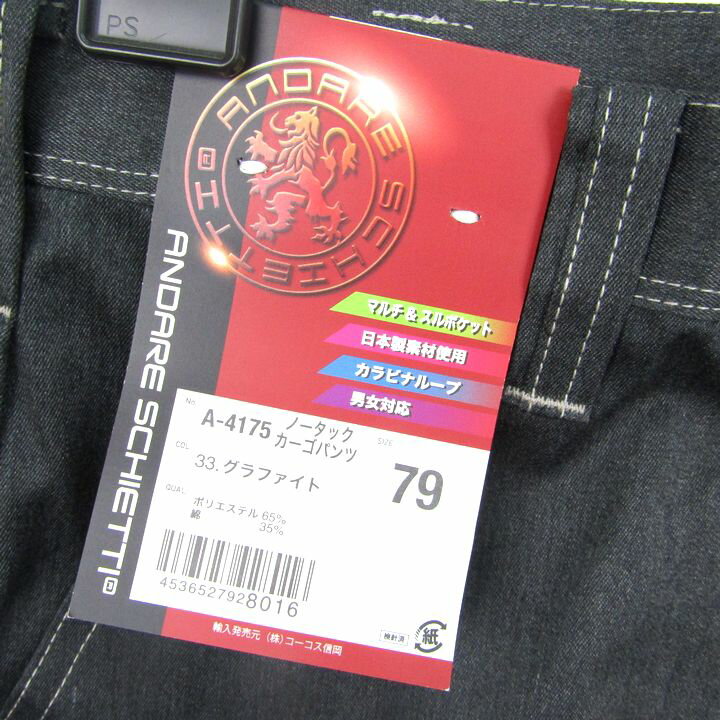 PS
ANDARE SCHIETTI
ANDARE SCHIETTI
マルチ & スルポケット
日本製素材使用
カラビナループ
男女対応
No.
A-4175 ノータック
カーゴパンツ
COL
33.グラファイト
SIZE
79
QUAL
ポリエステル 65%
綿 35%
4536527928016
輸入発売元 (株)コーコス信岡
検針済
紙